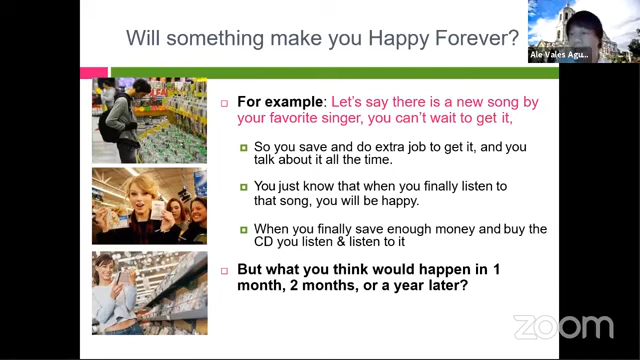 Will something make you Happy Forever?
Ale Vales Agu...
For example: Let's say there is a new song by
your favorite singer, you can't wait to get it,
So you save and do extra job to get it, and you
talk about it all the time.
You just know that when you finally listen to
that song, you will be happy.
When you finally save enough money and buy the
CD you listen & listen to it
But what you think would happen in 1
month, 2 months, or a year later?
zoom